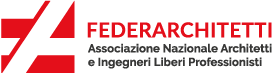 FEDERARCHITETTI
Associazione Nazionale Architetti
e Ingegneri Liberi Professionisti